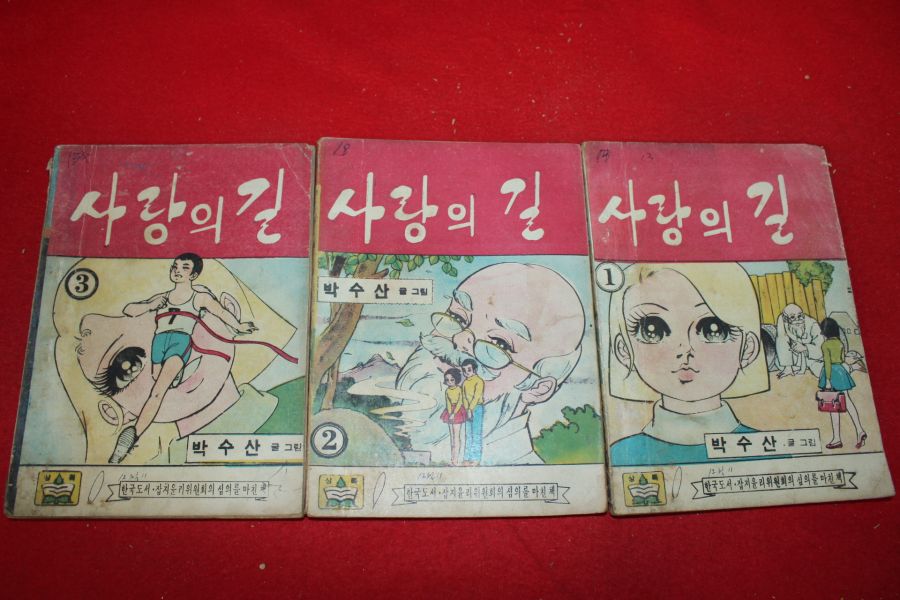 사랑의 길
3
박수산 글 그림
한국도서·잡지윤리위원회의 심의를 마친 책
18
사랑의 길
박수산 글 그림
2
한국도서·잡지윤리위원회의 심의를 마친 책
사랑의 길
1
박수산 글 그림
한국도서·잡지윤리위원회의 심의를 마친 책